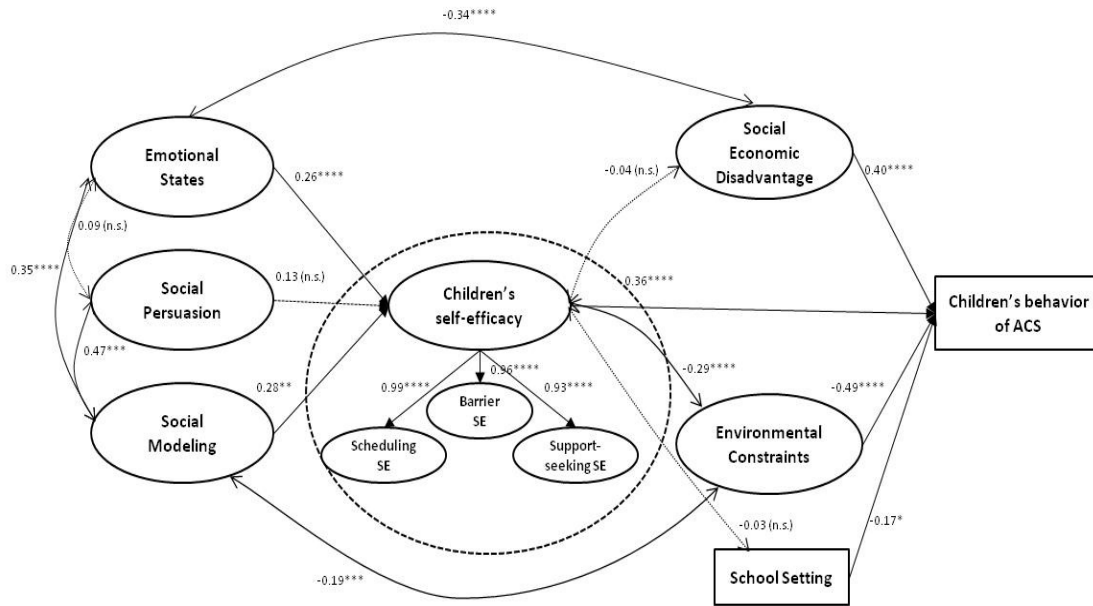 -0.34****
Emotional
States
Social
Economic
Disadvantage
0.26****
-0.04 (n.s.)
0.40****
0.09 (n.s.)
0.35****
Social
Persuasion
0.13 (n.s.)
Children’s
self-efficacy
0.36****
Children’s behavior
of ACS
0.47***
0.28**
0.99****
0.96****
0.93****
-0.29****
-0.49****
Barrier
SE
Social
Modeling
Scheduling
SE
Support-
seeking SE
Environmental
Constraints
-0.03 (n.s.)
-0.17*
-0.19***
School Setting